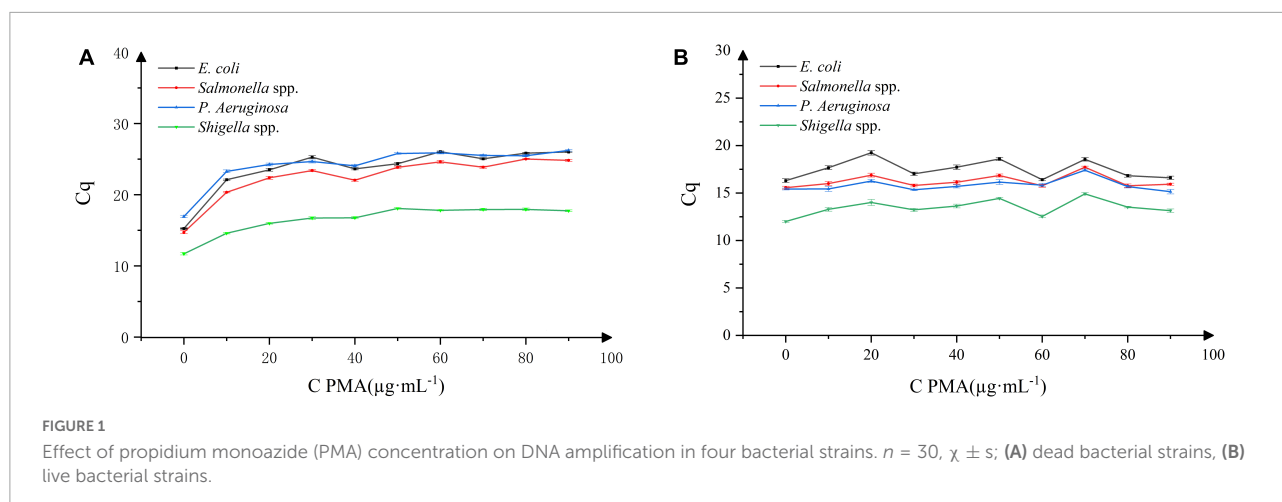 A
40
30
20
10
0
Cq
E. coli
Salmonella spp.
P. Aeruginosa
Shigella spp.
0 20 40 60 80 100
C PMA(μg·mL⁻¹)
B
30
25
20
15
10
5
0
Cq
E. coli
Salmonella spp.
P. Aeruginosa
Shigella spp.
0 20 40 60 80 100
C PMA(μg·mL⁻¹)
FIGURE 1
Effect of propidium monoazide (PMA) concentration on DNA amplification in four bacterial strains. n = 30, χ ± s; (A) dead bacterial strains, (B)
live bacterial strains.